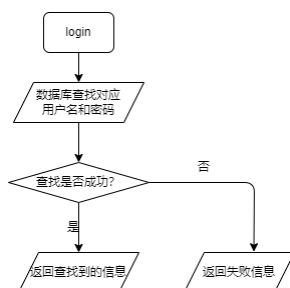 login
数据库查找对应
用户名和密码
查找是否成功?
否
是
返回查找到的信息
返回失败信息